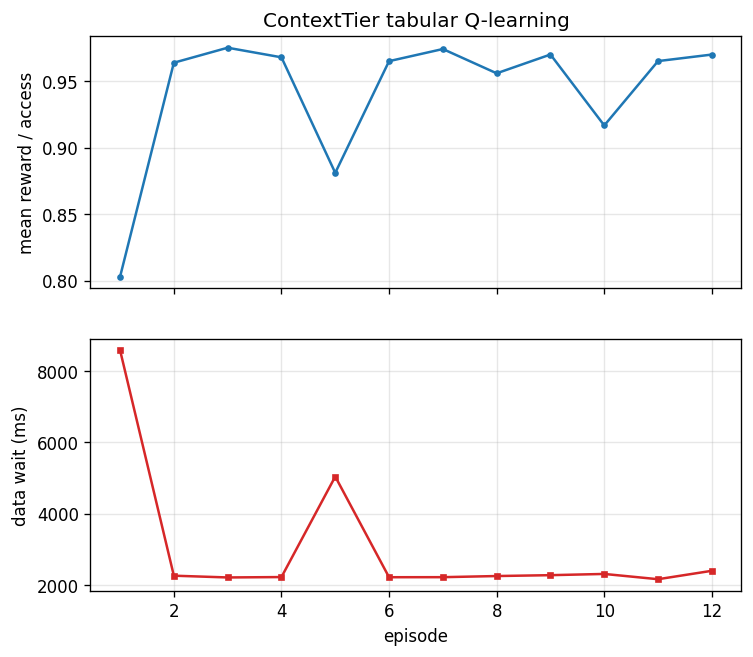 ContextTier tabular Q-learning
mean reward / access
0.95
0.90
0.85
0.80
data wait (ms)
8000
6000
4000
2000
2 4 6 8 10 12
episode